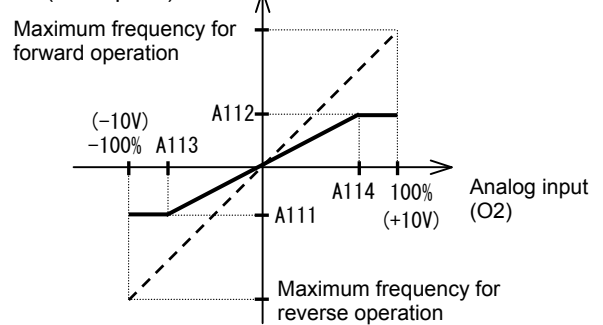 Maximum frequency for
forward operation
A112
(−10V)
−100%
A113
A114
100%
(+10V)
Analog input
(O2)
A111
Maximum frequency for
reverse operation